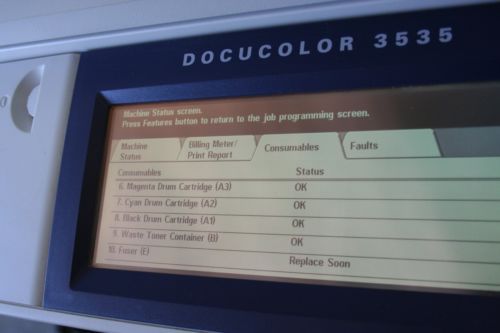 DOCUCOLOR 3535
Machine Status screen.
Press Features button to return to the job programming screen.
Machine Status
Billing Meter/ Print Report
Consumables
Faults
Consumables Status
6. Magenta Drum Cartridge (A3) OK
7. Cyan Drum Cartridge (A2) OK
8. Black Drum Cartridge (A1) OK
9. Waste Toner Container (B) OK
10. Fuser (E) Replace Soon